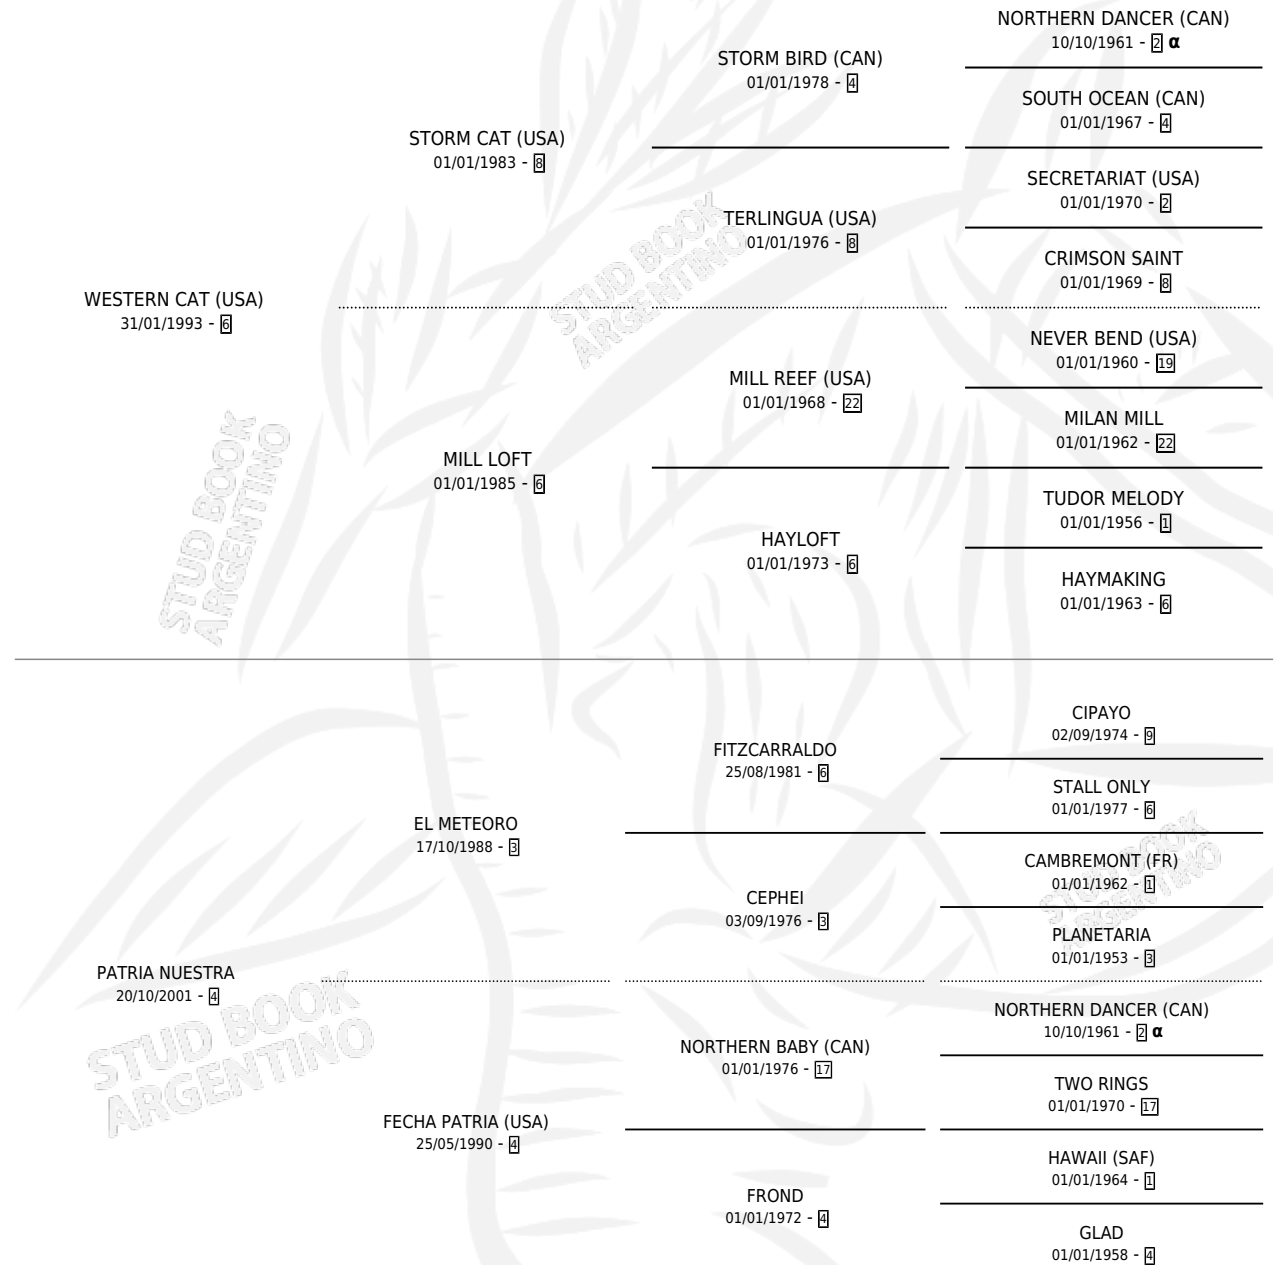 NORTHERN DANCER (CAN)
10/10/1961 - 2 α
STORM BIRD (CAN)
01/01/1978 - 4
SOUTH OCEAN (CAN)
01/01/1967 - 4
STORM CAT (USA)
01/01/1983 - 8
SECRETARIAT (USA)
01/01/1970 - 2
TERLINGUA (USA)
01/01/1976 - 8
CRIMSON SAINT
01/01/1969 - 8
WESTERN CAT (USA)
31/01/1993 - 6
NEVER BEND (USA)
01/01/1960 - 19
MILL REEF (USA)
01/01/1968 - 22
MILAN MILL
01/01/1962 - 22
MILL LOFT
01/01/1985 - 6
TUDOR MELODY
01/01/1956 - 1
HAYLOFT
01/01/1973 - 6
HAYMAKING
01/01/1963 - 6
CIPAYO
02/09/1974 - 9
FITZCARRALDO
25/08/1981 - 6
STALL ONLY
01/01/1977 - 6
EL METEORO
17/10/1988 - 3
CAMBREMONT (FR)
01/01/1962 - 1
CEPHEI
03/09/1976 - 3
PLANETARIA
01/01/1953 - 3
PATRIA NUESTRA
20/10/2001 - 4
NORTHERN DANCER (CAN)
10/10/1961 - 2 α
NORTHERN BABY (CAN)
01/01/1976 - 17
TWO RINGS
01/01/1970 - 17
FECHA PATRIA (USA)
25/05/1990 - 4
HAWAII (SAF)
01/01/1964 - 1
FROND
01/01/1972 - 4
GLAD
01/01/1958 - 4
STUD BOOK
ARGENTINO
STUD BOOK
ARGENTINO
STUD BOOK
ARGENTINO
STUD BOOK
ARGENTINO